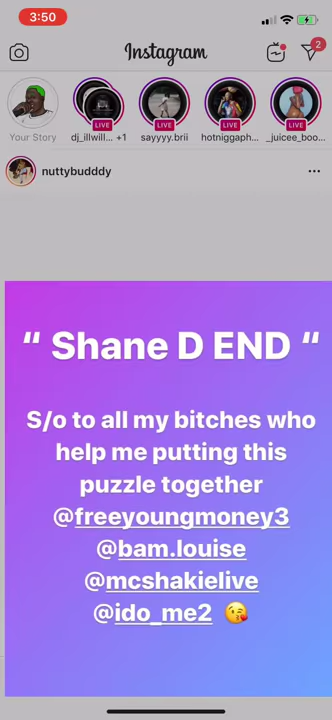 3:50
Instagram
2
LIVE
LIVE
LIVE
LIVE
Your Story
dj_illwill... +1
sayyyy.brii
hotniggaph...
_juicee_boo...
nuttybudddy
“ Shane D END “
S/o to all my bitches who
help me putting this
puzzle together
@freeyoungmoney3
@bam.louise
@mcshakielive
@ido_me2 😘